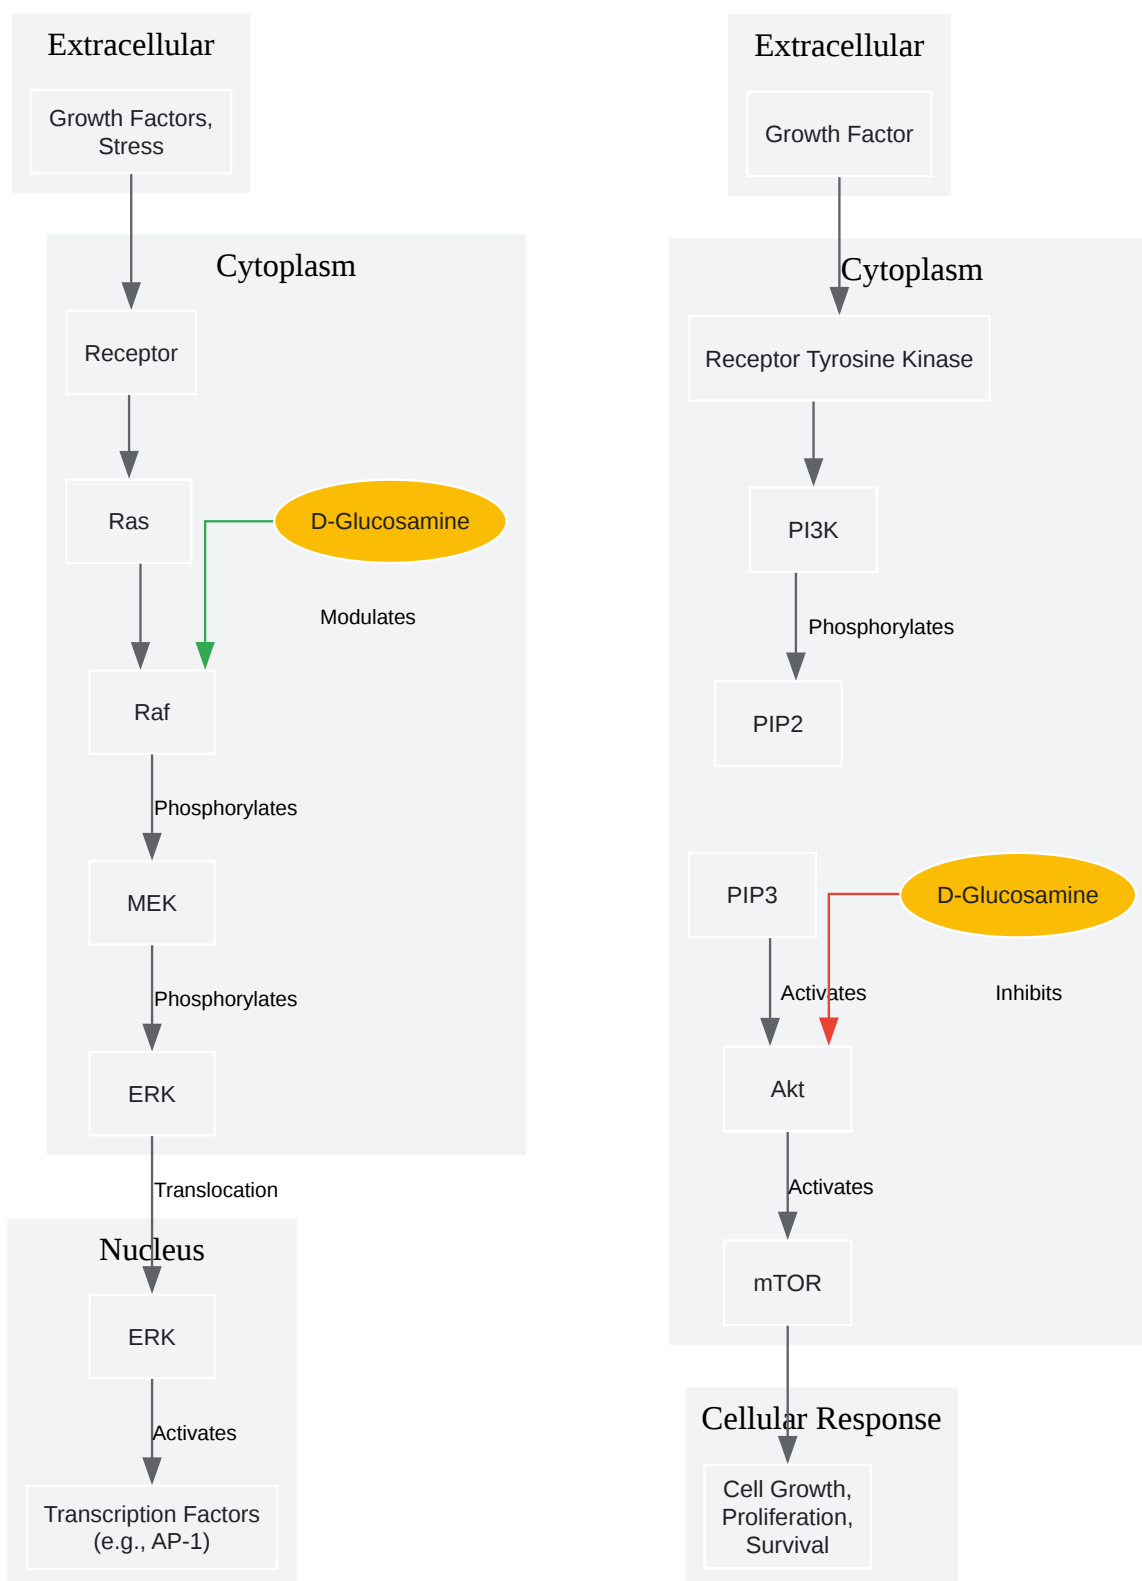 Extracellular
Growth Factors,
Stress
Cytoplasm
Receptor
Ras
D-Glucosamine
Modulates
Raf
Phosphorylates
MEK
Phosphorylates
ERK
Translocation
Nucleus
ERK
Activates
Transcription Factors
(e.g., AP-1)
Extracellular
Growth Factor
Cytoplasm
Receptor Tyrosine Kinase
PI3K
Phosphorylates
PIP2
PIP3
D-Glucosamine
Activates
Inhibits
Akt
Activates
mTOR
Cellular Response
Cell Growth,
Proliferation,
Survival